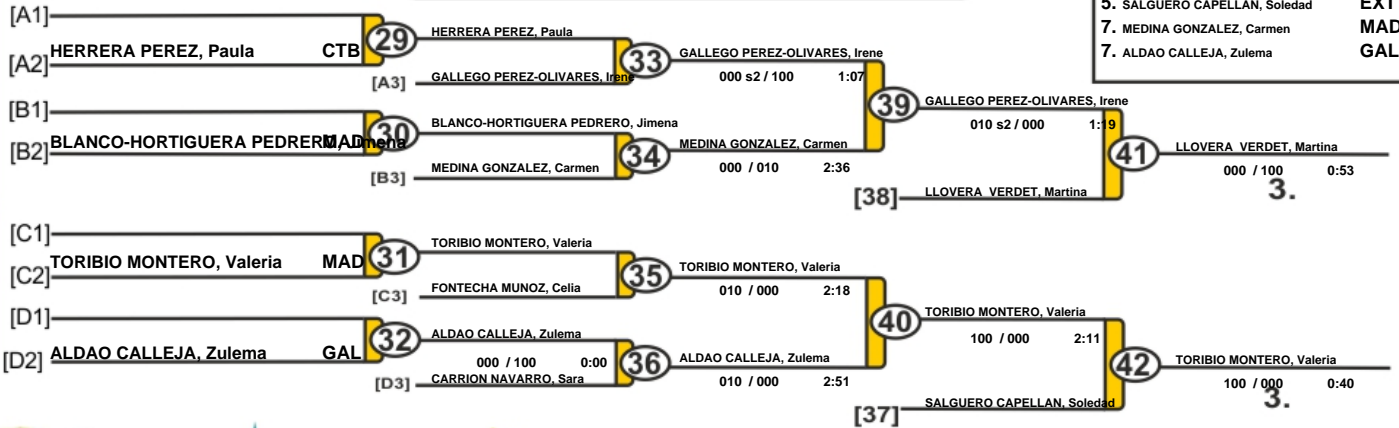 5. SALGUERO CAPELLAN, Soledad EXT
7. MEDINA GONZALEZ, Carmen MAD
7. ALDAO CALLEJA, Zulema GAL
[A1]
[A2] HERRERA PEREZ, Paula CTB
29
HERRERA PEREZ, Paula
[A3] GALLEGO PEREZ-OLIVARES, Irene
33
GALLEGO PEREZ-OLIVARES, Irene
000 s2 / 100 1:07
[B1]
[B2] BLANCO-HORTIGUERA PEDRERO, Jimena MAD
30
BLANCO-HORTIGUERA PEDRERO, Jimena
[B3] MEDINA GONZALEZ, Carmen
34
MEDINA GONZALEZ, Carmen
000 / 010 2:36
39
GALLEGO PEREZ-OLIVARES, Irene
010 s2 / 000 1:19
[38] LLOVERA VERDET, Martina
41
LLOVERA VERDET, Martina
000 / 100 0:53
3.
[C1]
[C2] TORIBIO MONTERO, Valeria MAD
31
TORIBIO MONTERO, Valeria
[C3] FONTECHA MUNOZ, Celia
35
TORIBIO MONTERO, Valeria
010 / 000 2:18
[D1]
[D2] ALDAO CALLEJA, Zulema GAL
32
ALDAO CALLEJA, Zulema
000 / 100 0:00
[D3] CARRION NAVARRO, Sara
36
ALDAO CALLEJA, Zulema
010 / 000 2:51
40
TORIBIO MONTERO, Valeria
100 / 000 2:11
[37] SALGUERO CAPELLAN, Soledad
42
TORIBIO MONTERO, Valeria
100 / 000 0:40
3.